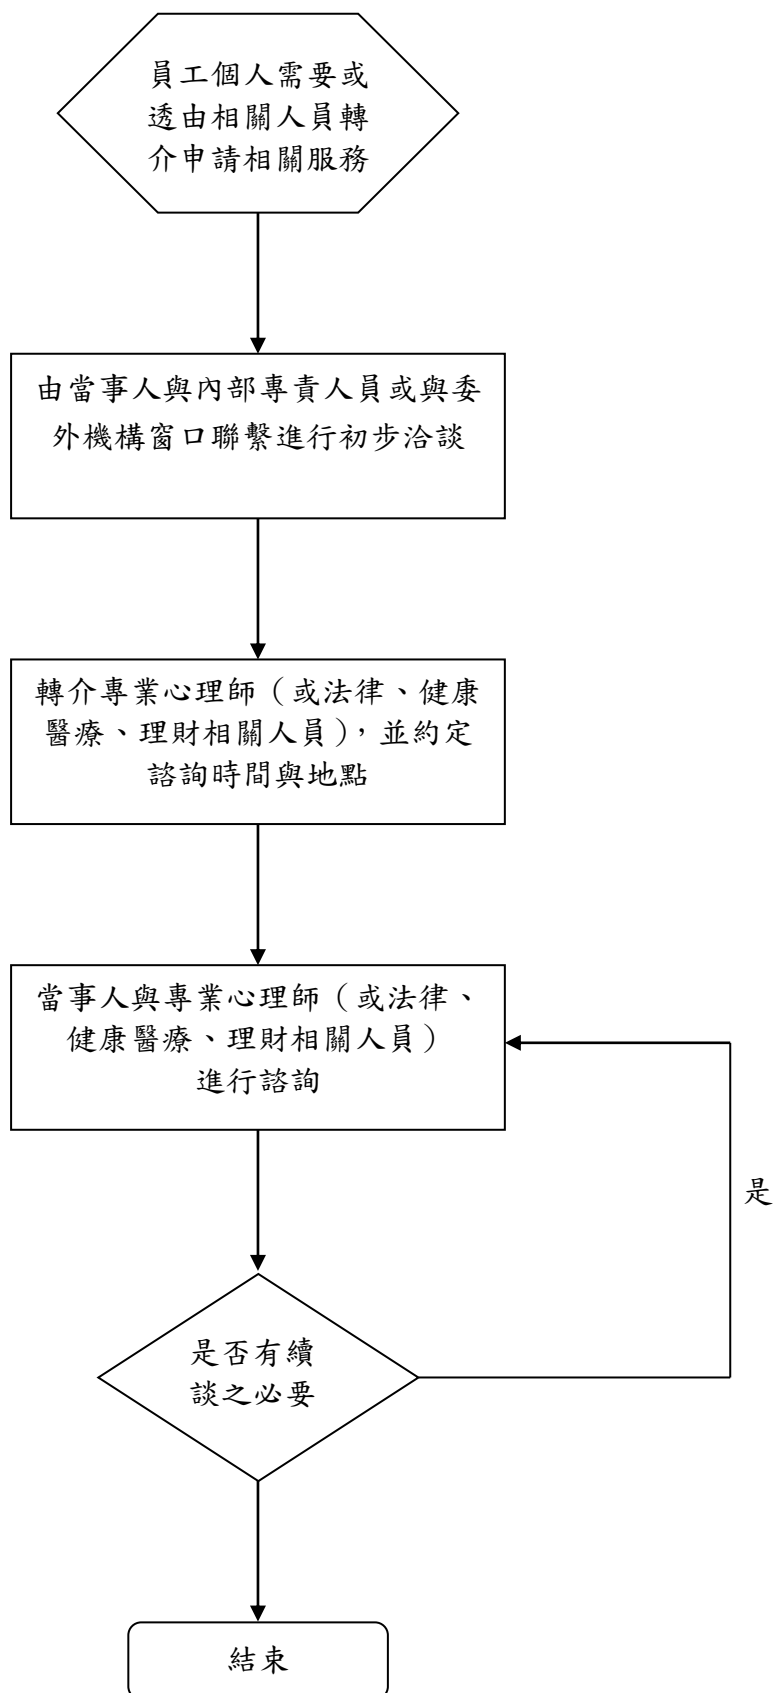 員工個人需要或
透由相關人員轉
介申請相關服務
由當事人與內部專責人員或與委
外機構窗口聯繫進行初步洽談
轉介專業心理師（或法律、健康
醫療、理財相關人員），並約定
諮詢時間與地點
當事人與專業心理師（或法律、
健康醫療、理財相關人員）
進行諮詢
是
是否有續
談之必要
結束